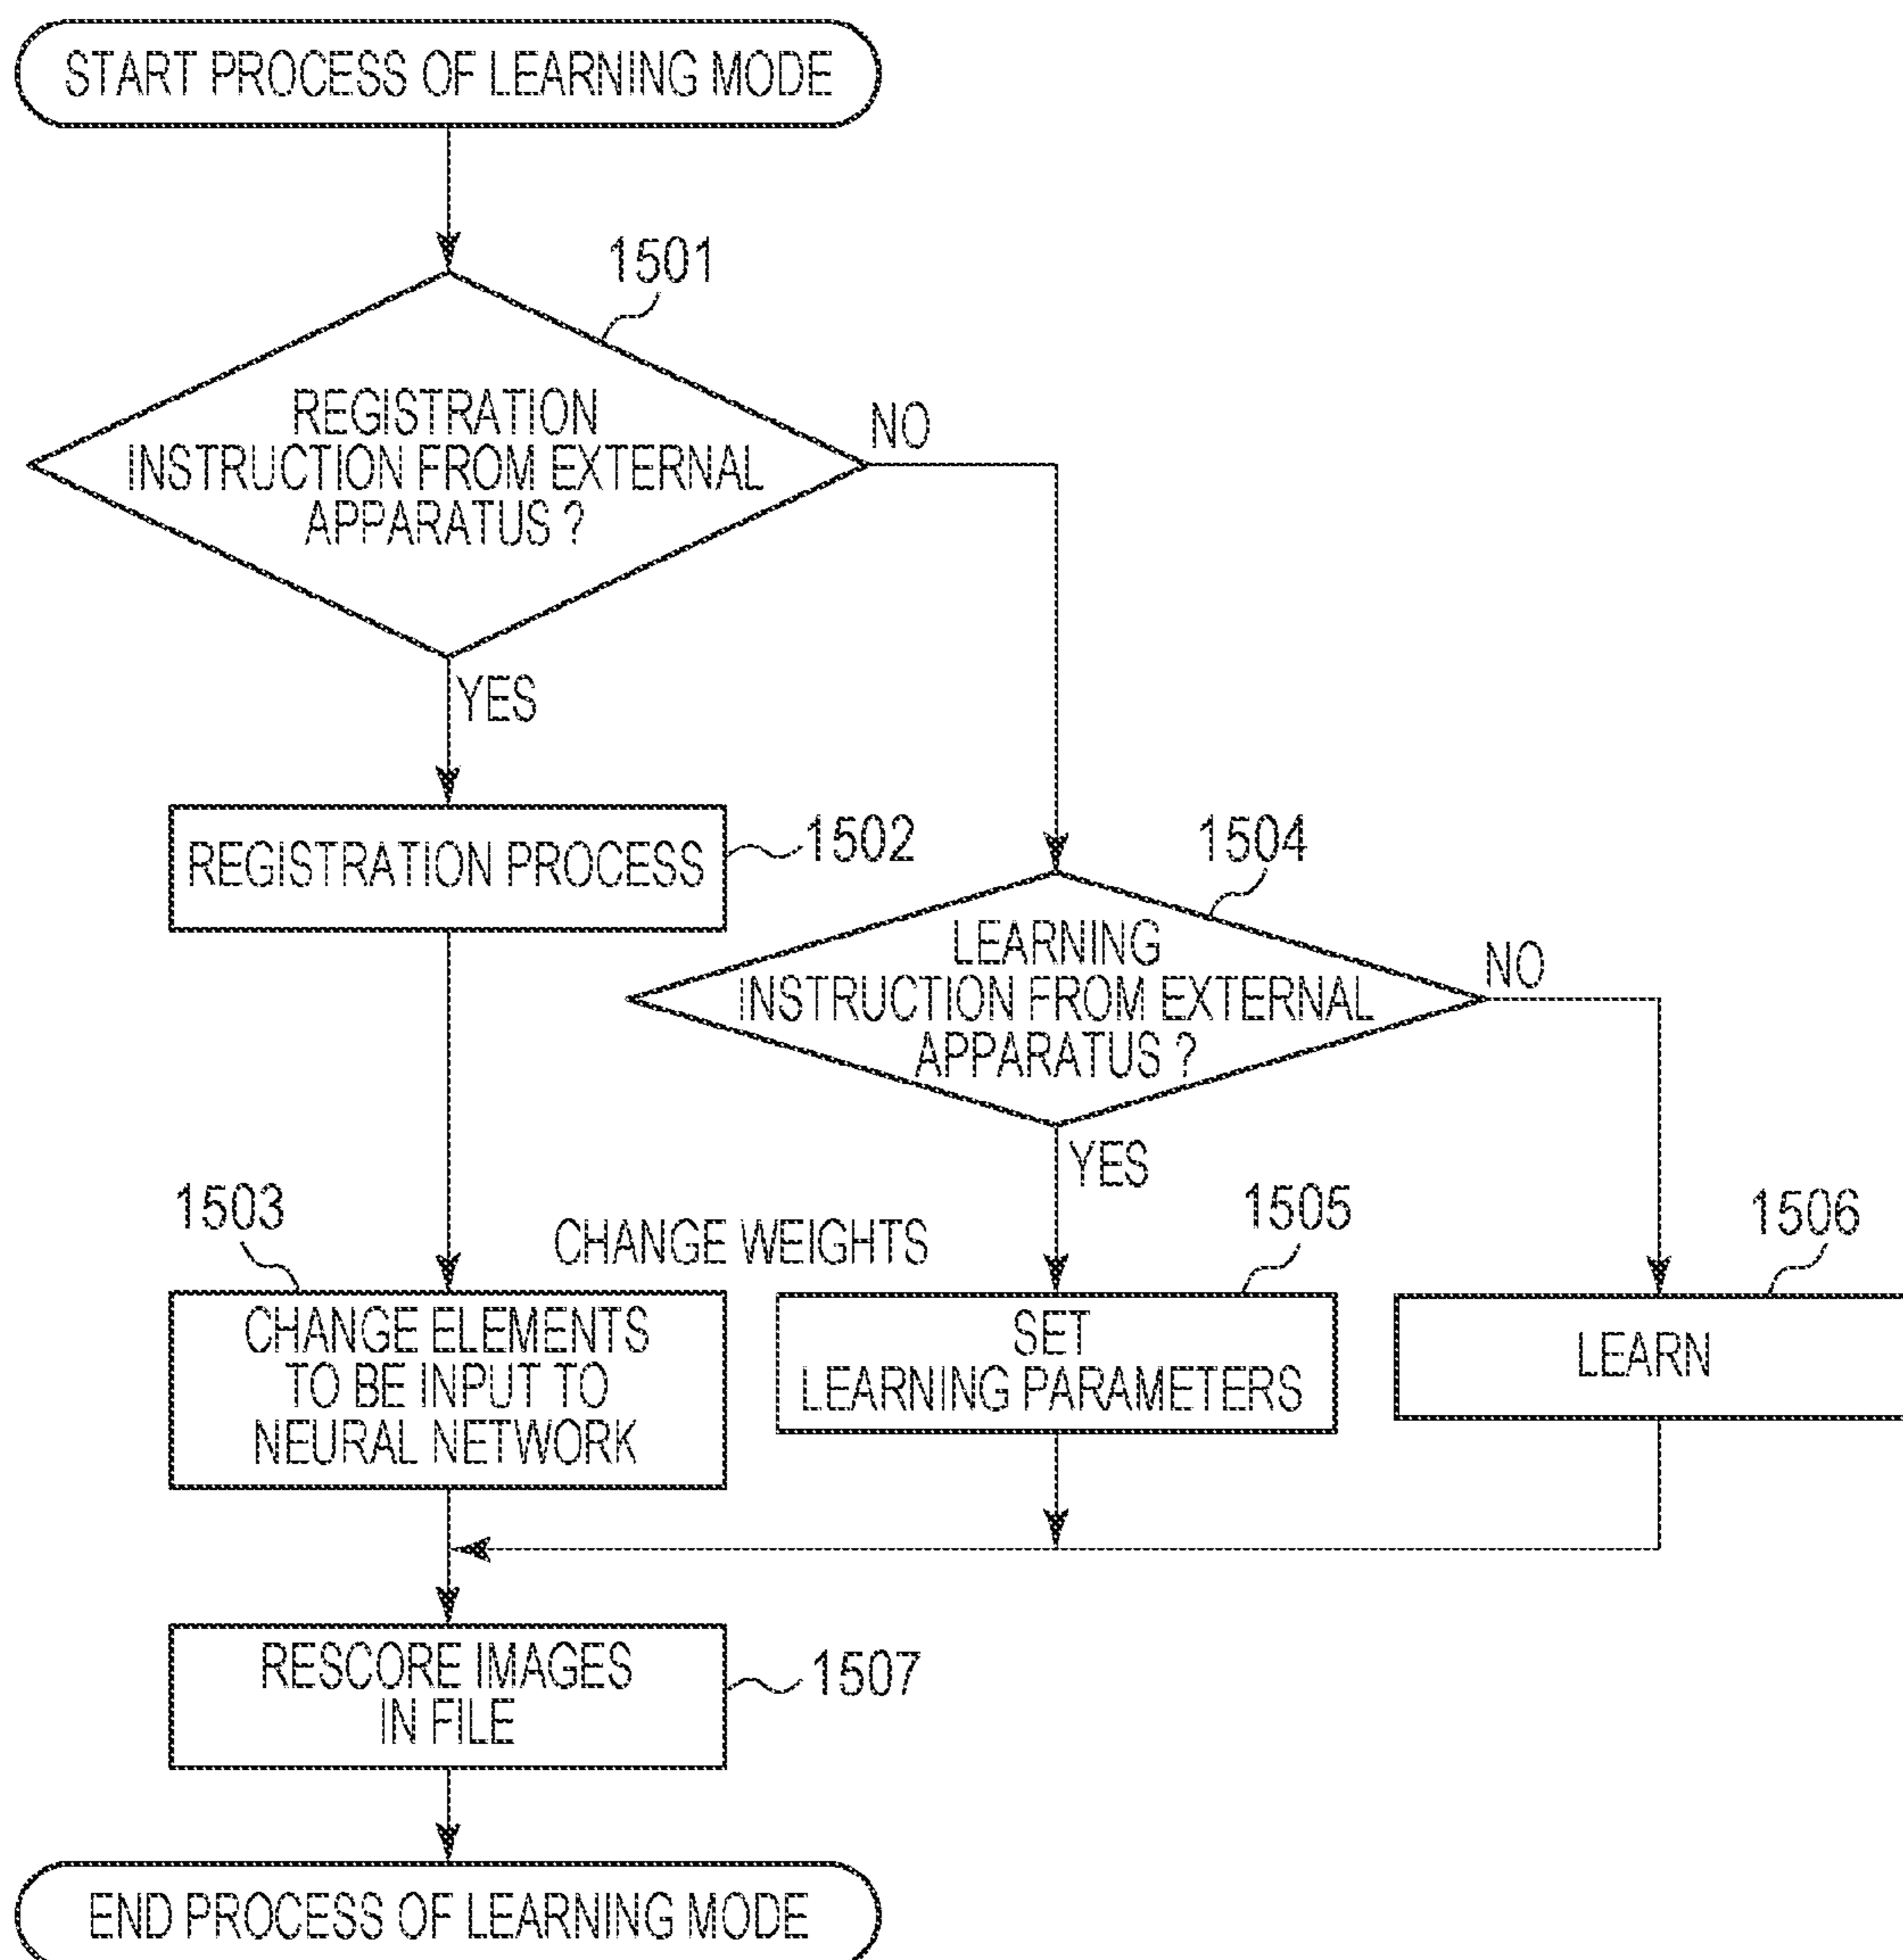 START PROCESS OF LEARNING MODE
1501
REGISTRATION
INSTRUCTION FROM EXTERNAL
APPARATUS ?
NO
YES
REGISTRATION PROCESS
1502
1504
LEARNING
INSTRUCTION FROM EXTERNAL
APPARATUS ?
NO
YES
1503
CHANGE WEIGHTS
1505
1506
CHANGE ELEMENTS
TO BE INPUT TO
NEURAL NETWORK
SET
LEARNING PARAMETERS
LEARN
RESCORE IMAGES
IN FILE
1507
END PROCESS OF LEARNING MODE